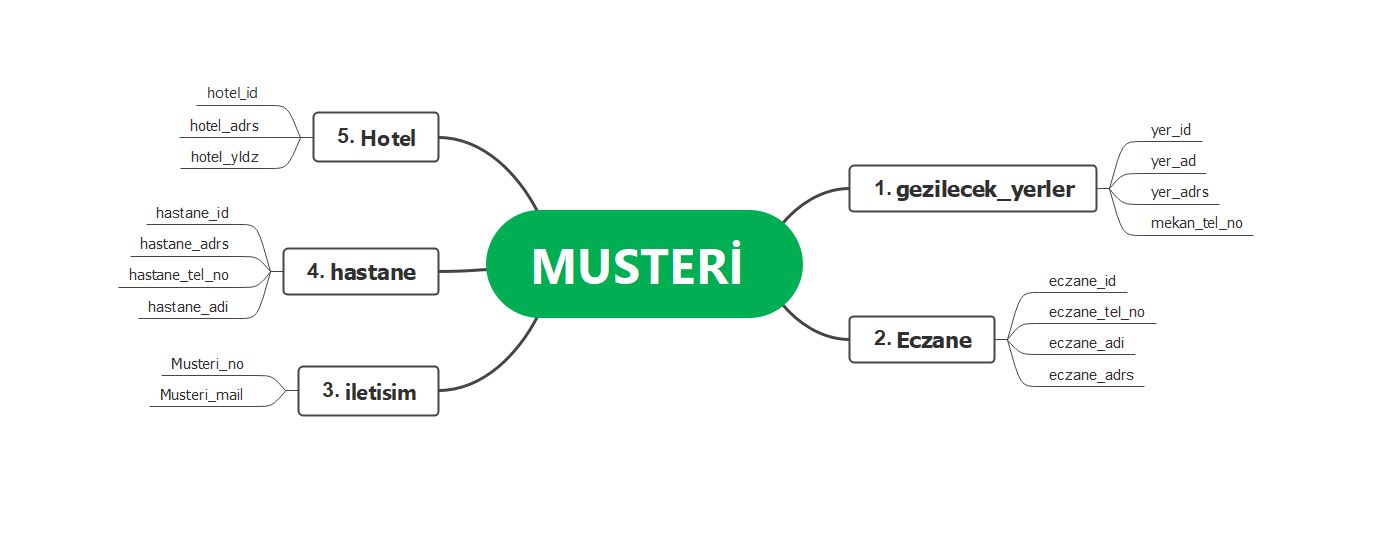 MUSTERİ
1. gezilecek_yerler
yer_id
yer_ad
yer_adrs
mekan_tel_no
2. Eczane
eczane_id
eczane_tel_no
eczane_adi
eczane_adrs
3. iletisim
Musteri_no
Musteri_mail
4. hastane
hastane_id
hastane_adrs
hastane_tel_no
hastane_adi
5. Hotel
hotel_id
hotel_adrs
hotel_yldz